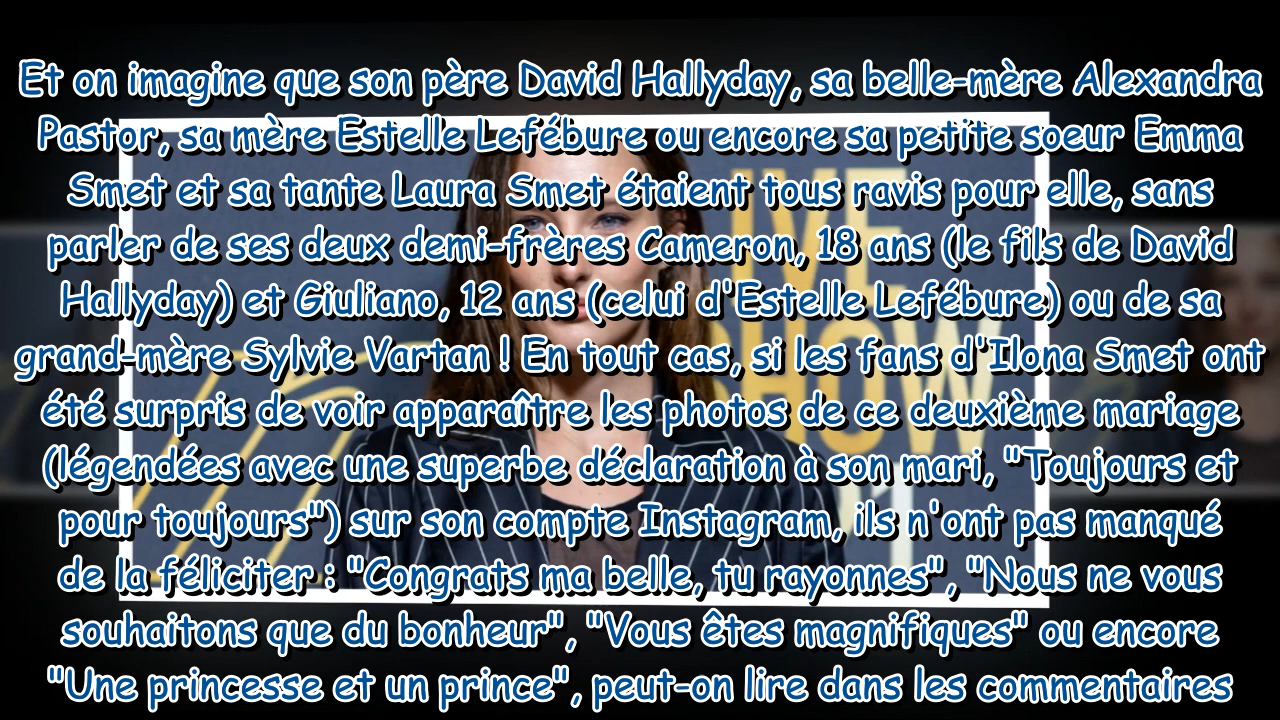 Et on imagine que son père David Hallyday, sa belle-mère Alexandra
Pastor, sa mère Estelle Lefébure ou encore sa petite soeur Emma
Smet et sa tante Laura Smet étaient tous ravis pour elle, sans
parler de ses deux demi-frères Cameron, 18 ans (le fils de David
Hallyday) et Giuliano, 12 ans (celui d'Estelle Lefébure) ou de sa
grand-mère Sylvie Vartan ! En tout cas, si les fans d'Ilona Smet ont
été surpris de voir apparaître les photos de ce deuxième mariage
(légendées avec une superbe déclaration à son mari, "Toujours et
pour toujours") sur son compte Instagram, ils n'ont pas manqué
de la féliciter : "Congrats ma belle, tu rayonnes", "Nous ne vous
souhaitons que du bonheur", "Vous êtes magnifiques" ou encore
"Une princesse et un prince", peut-on lire dans les commentaires